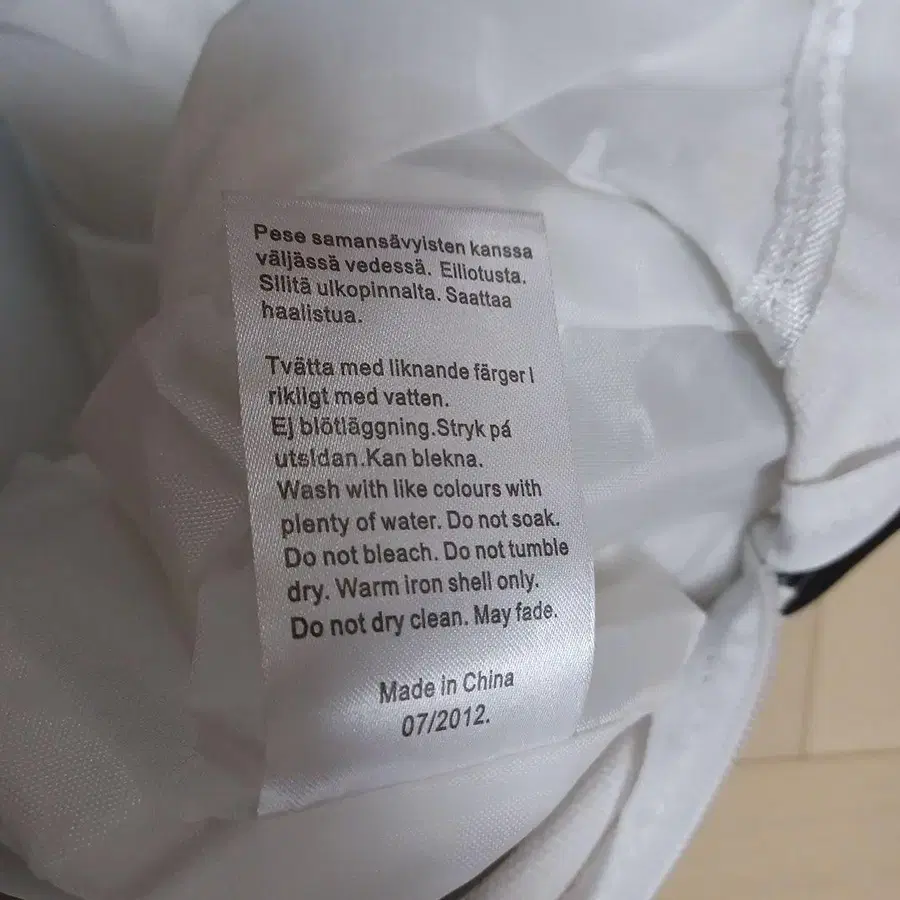 Pese samansävyisten kanssa
väljässä vedessä. Eiliotusta.
Sllitä ulkopinnalta. Saattaa
haalistua.
Tvätta med liknande färger l
rikligt med vatten.
Ej blötläggning.Stryk pá
utsldan.Kan blekna.
Wash with like colours with
plenty of water. Do not soak.
Do not bleach. Do not tumble
dry. Warm iron shell only.
Do not dry clean. May fade.
Made in China
07/2012.